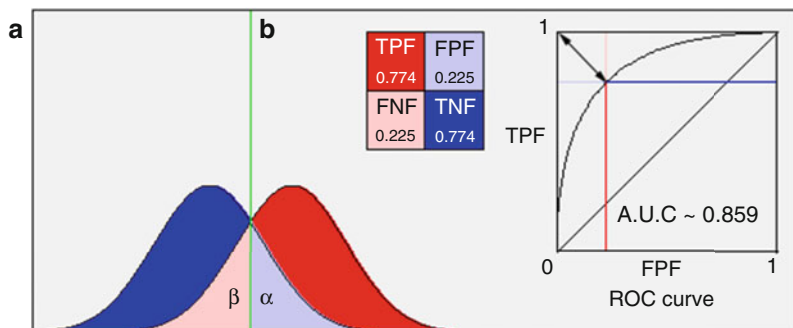 a
b
TPF FPF
0.774 0.225
FNF TNF
0.225 0.774
β α
1
TPF
A.U.C ~ 0.859
0 FPF 1
ROC curve